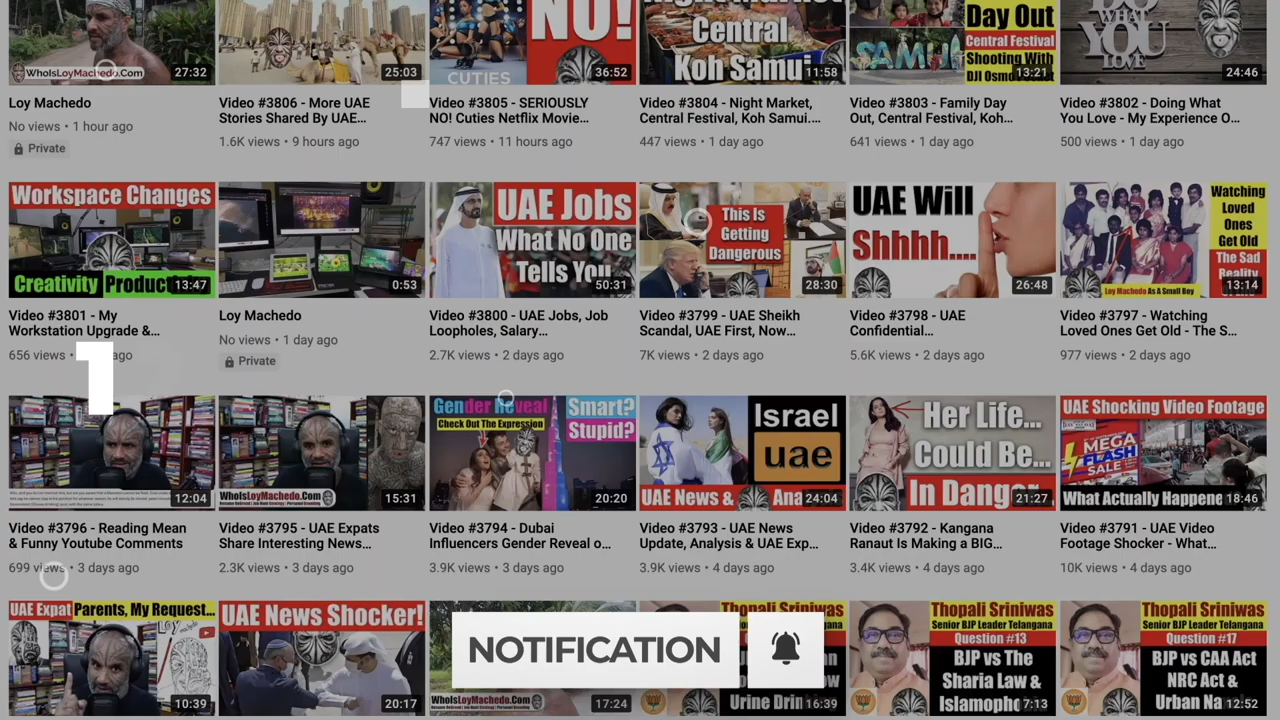 NO!
CUTIES
Night Market
Central
Koh Samui
SAMUI
Day Out
Central Festival
Shooting With
DJI Osmo
DO
WHAT
YOU
LOVE
WhoIsLoyMachedo.Com
27:32
25:03
36:52
11:58
13:21
24:46
Loy Machedo
No views • 1 hour ago
Private
Video #3806 - More UAE
Stories Shared By UAE...
1.6K views • 9 hours ago
Video #3805 - SERIOUSLY
NO! Cuties Netflix Movie...
747 views • 11 hours ago
Video #3804 - Night Market,
Central Festival, Koh Samui....
447 views • 1 day ago
Video #3803 - Family Day
Out, Central Festival, Koh...
641 views • 1 day ago
Video #3802 - Doing What
You Love - My Experience O...
500 views • 1 day ago
Workspace Changes
Creativity
13:47
0:53
UAE Jobs
What No One
Tells You
50:31
This Is
Getting
Dangerous
28:30
UAE Will
Shhhh....
26:48
Watching
Loved
Ones
Get Old
The Sad
Reality
Loy Machedo As A Small Boy
13:14
Video #3801 - My
Workstation Upgrade &...
656 views • ago
Loy Machedo
No views • 1 day ago
Private
Video #3800 - UAE Jobs, Job
Loopholes, Salary...
2.7K views • 2 days ago
Video #3799 - UAE Sheikh
Scandal, UAE First, Now...
7K views • 2 days ago
Video #3798 - UAE
Confidential...
5.6K views • 2 days ago
Video #3797 - Watching
Loved Ones Get Old - The S...
977 views • 2 days ago
1
12:04
WhoIsLoyMachedo.Com
15:31
Gender Reveal
Check Out The Expression
Smart?
Stupid?
20:20
Israel
uae
UAE News &
24:04
Her Life...
Could Be...
In Danger
21:27
UAE Shocking Video Footage
MEGA
FLASH
SALE
What Actually Happene
18:46
Video #3796 - Reading Mean
& Funny Youtube Comments
699 views • 3 days ago
Video #3795 - UAE Expats
Share Interesting News...
2.3K views • 3 days ago
Video #3794 - Dubai
Influencers Gender Reveal o...
3.9K views • 3 days ago
Video #3793 - UAE News
Update, Analysis & UAE Exp...
3.9K views • 4 days ago
Video #3792 - Kangana
Ranaut Is Making a BIG...
3.4K views • 4 days ago
Video #3791 - UAE Video
Footage Shocker - What...
10K views • 4 days ago
UAE Expat Parents, My Request...
10:39
UAE News Shocker!
20:17
WhoIsLoyMachedo.Com
17:24
Thopali Sriniwas
Urine Drin
16:39
Thopali Sriniwas
Senior BJP Leader Telangana
Question #13
BJP vs The
Sharia Law &
Islamopho
7:13
Thopali Sriniwas
Senior BJP Leader Telangana
Question #17
BJP vs CAA Act
NRC Act &
Urban Na
12:52
NOTIFICATION